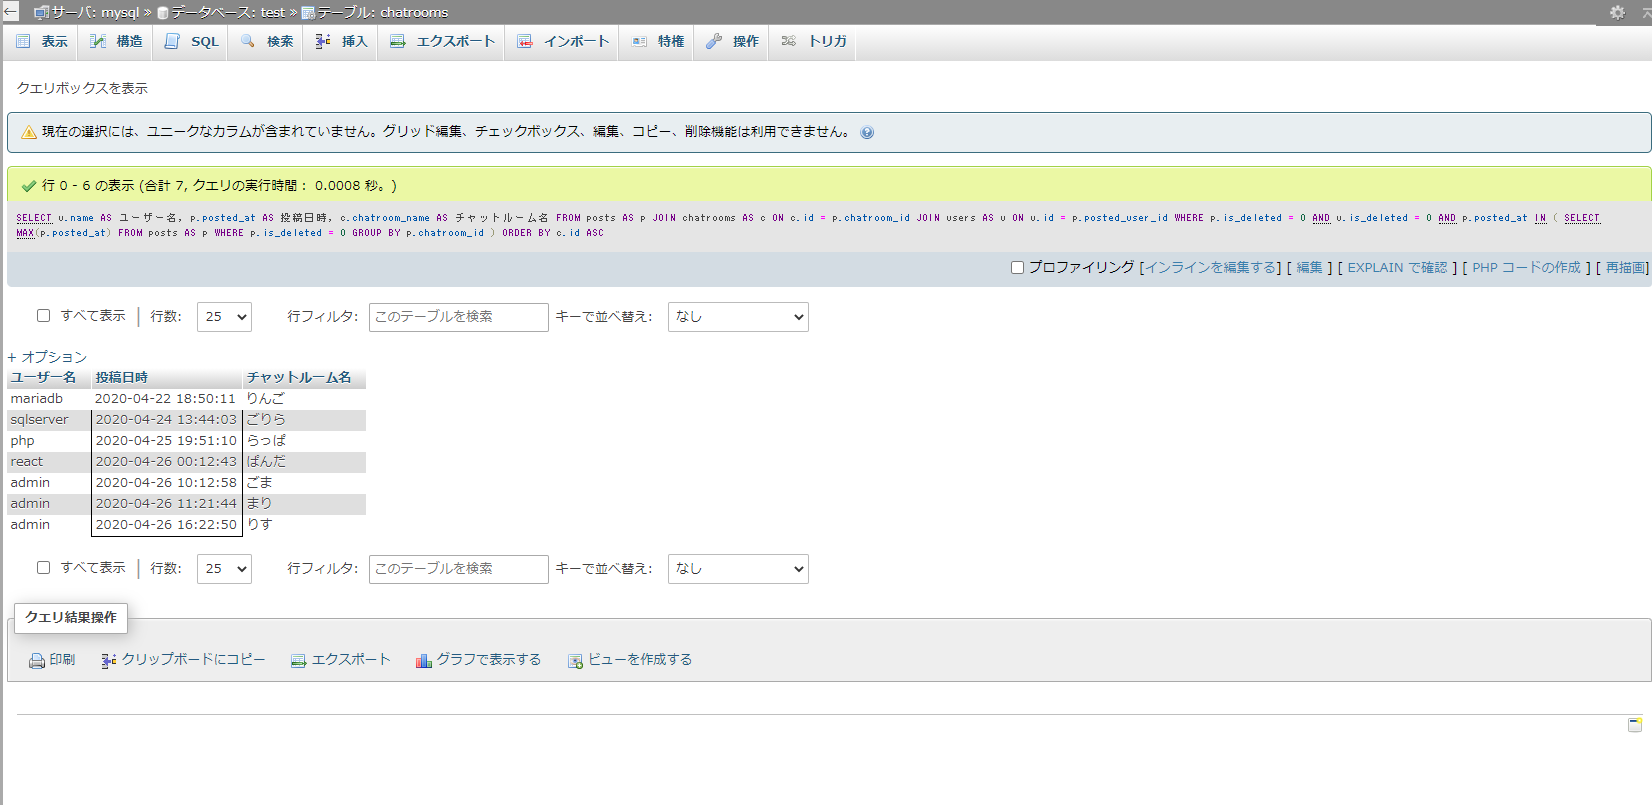 サーバ: mysql » データベース: test » テーブル: chatrooms
表示 構造 SQL 検索 挿入 エクスポート インポート 特権 操作 トリガ
クエリボックスを表示
現在の選択には、ユニークなカラムが含まれていません。グリッド編集、チェックボックス、編集、コピー、削除機能は利用できません。
行 0 - 6 の表示 (合計 7, クエリの実行時間： 0.0008 秒。)
SELECT u.name AS ユーザー名, p.posted_at AS 投稿日時, c.chatroom_name AS チャットルーム名 FROM posts AS p JOIN chatrooms AS c ON c.id = p.chatroom_id JOIN users AS u ON u.id = p.posted_user_id WHERE p.is_deleted = 0 AND u.is_deleted = 0 AND p.posted_at IN ( SELECT
MAX(p.posted_at) FROM posts AS p WHERE p.is_deleted = 0 GROUP BY p.chatroom_id ) ORDER BY c.id ASC
プロファイリング [インラインを編集する] [ 編集 ] [ EXPLAIN で確認 ] [ PHP コードの作成 ] [ 再描画]
すべて表示 行数: 25 行フィルタ: このテーブルを検索 キーで並べ替え: なし
+ オプション
ユーザー名 投稿日時 チャットルーム名
mariadb 2020-04-22 18:50:11 りんご
sqlserver 2020-04-24 13:44:03 ごりら
php 2020-04-25 19:51:10 らっぱ
react 2020-04-26 00:12:43 ぱんだ
admin 2020-04-26 10:12:58 ごま
admin 2020-04-26 11:21:44 まり
admin 2020-04-26 16:22:50 りす
すべて表示 行数: 25 行フィルタ: このテーブルを検索 キーで並べ替え: なし
クエリ結果操作
印刷 クリップボードにコピー エクスポート グラフで表示する ビューを作成する